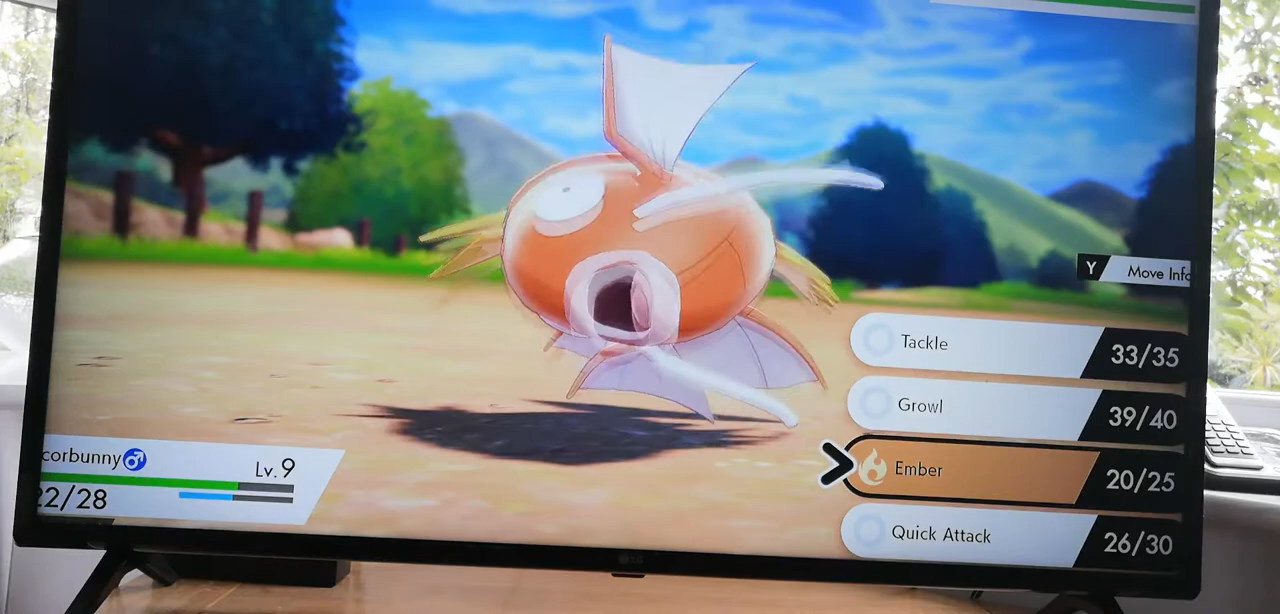 Y Move Info
Tackle 33/35
Growl 39/40
Ember 20/25
Quick Attack 26/30
corbunny♂ Lv. 9
22/28
LG